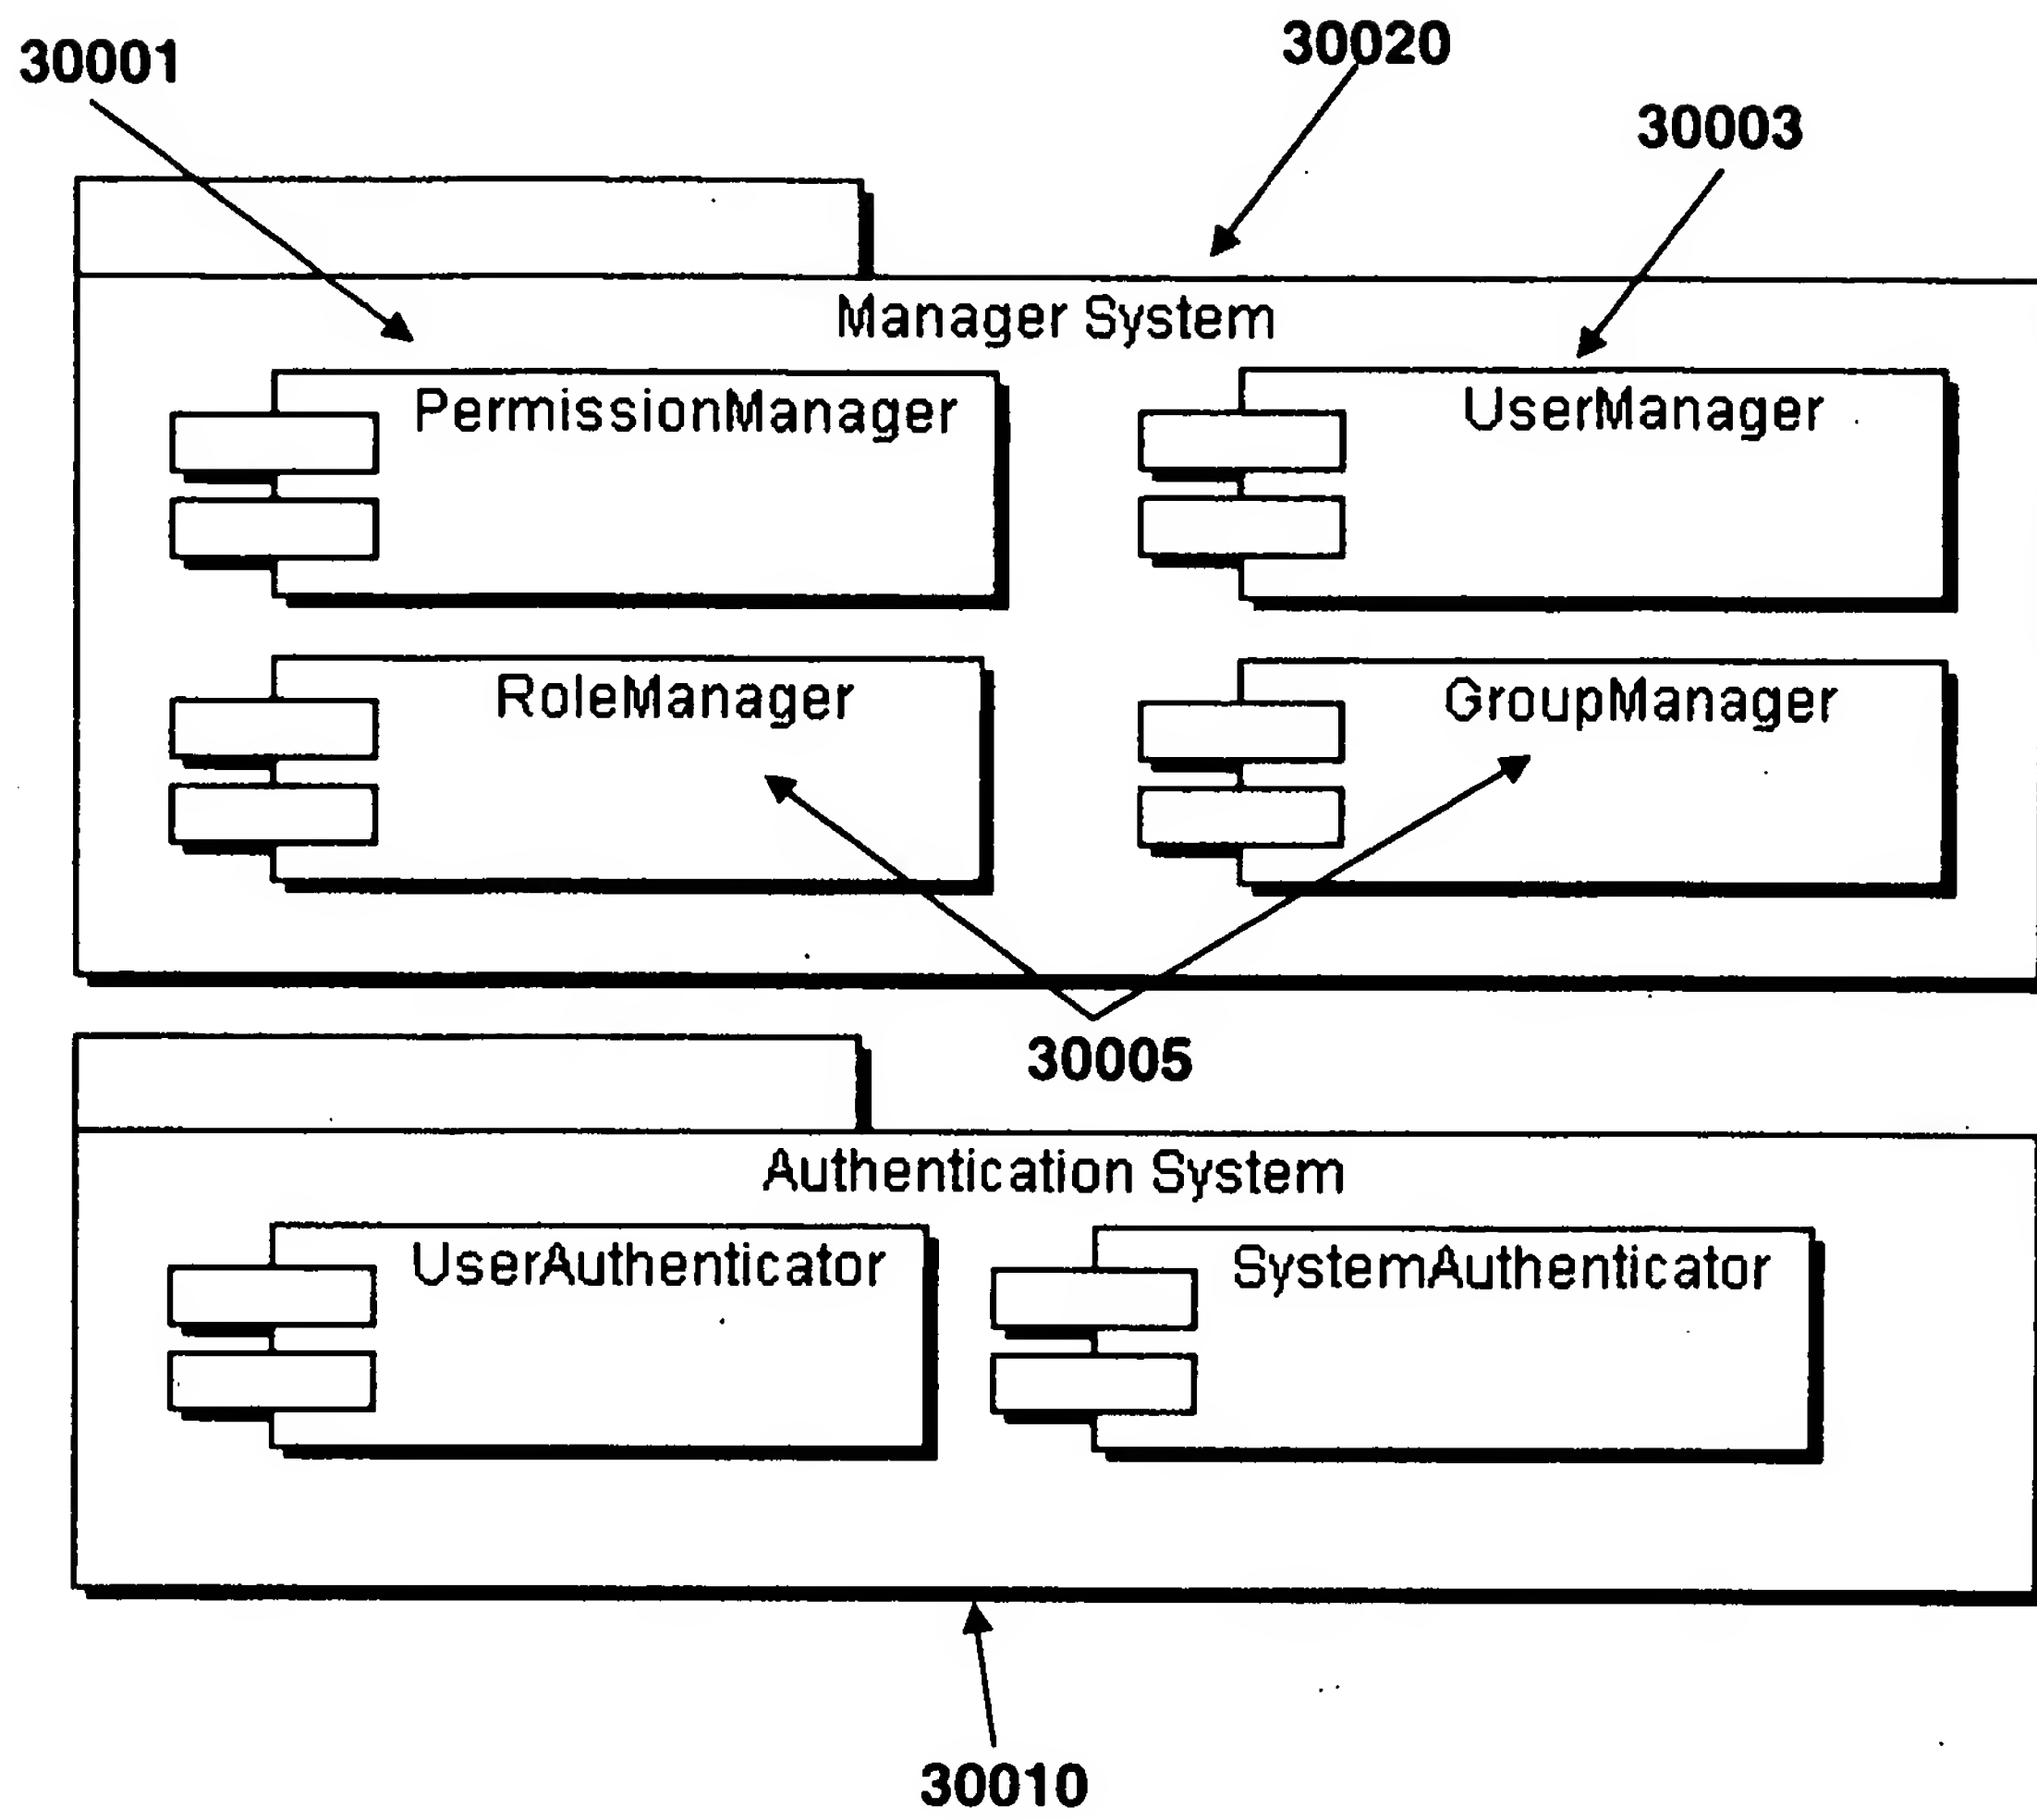 30001
30020
30003
Manager System
PermissionManager
UserManager
RoleManager
GroupManager
30005
Authentication System
UserAuthenticator
SystemAuthenticator
30010